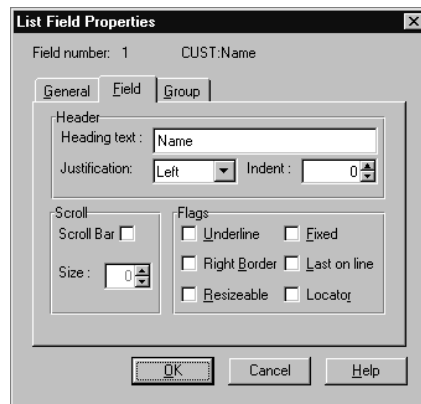 List Field Properties
Field number: 1 CUST:Name
General Field Group
Header
Heading text : Name
Justification: Left Indent : 0
Scroll Flags
Scroll Bar Underline Fixed
Size : 0 Right Border Last on line
Resizeable Locator
OK Cancel Help